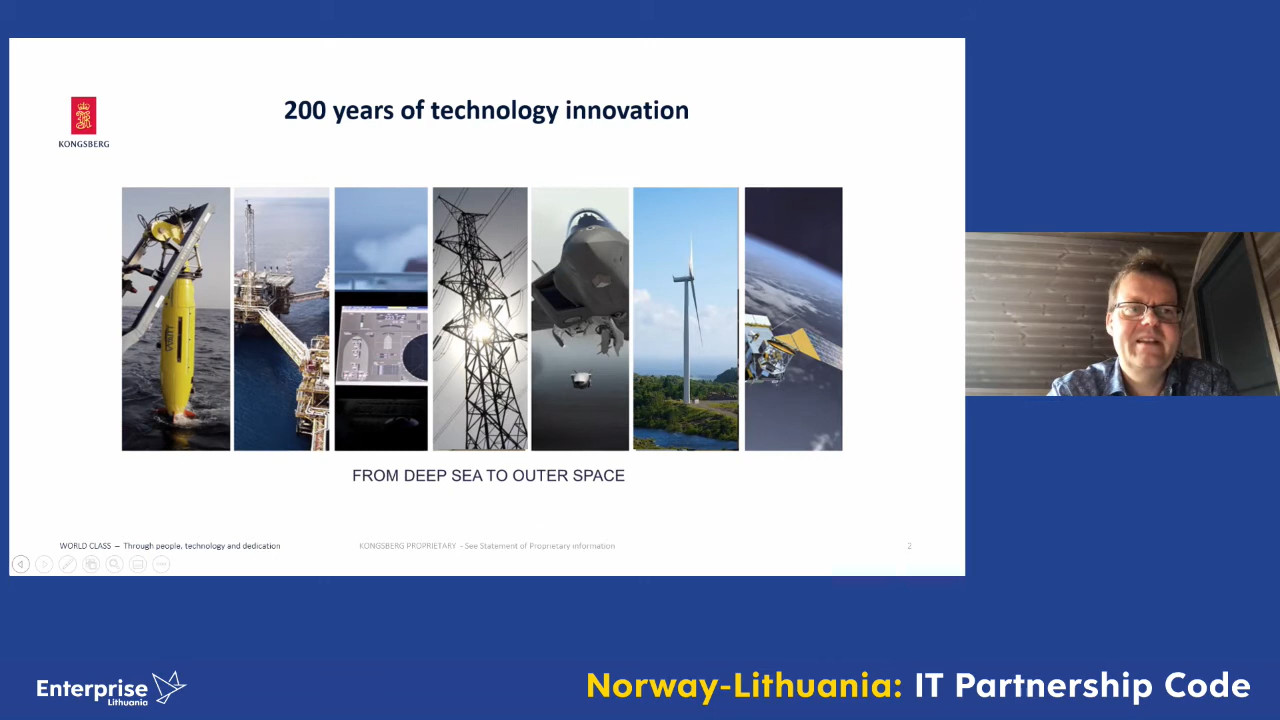 200 years of technology innovation
KONGSBERG
FROM DEEP SEA TO OUTER SPACE
WORLD CLASS – Through people, technology and dedication
KONGSBERG PROPRIETARY - See Statement of Proprietary information
2
Enterprise
Lithuania
Norway-Lithuania: IT Partnership Code